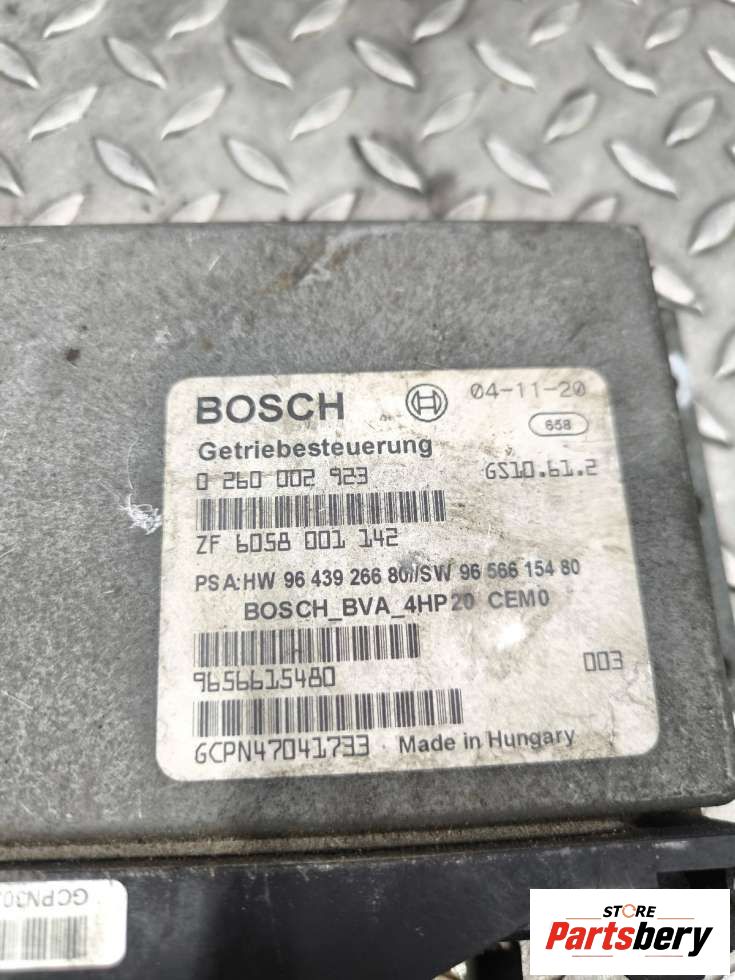 BOSCH 04-11-20
658
Getriebesteuerung
0 260 002 923 GS10.61.2
ZF 6058 001 142
PSA:HW 96 439 266 80//SW 96 566 154 80
BOSCH_BVA_4HP20 CEM0
003
9656615480
GCPN47041733 Made in Hungary
STORE
Partsbery